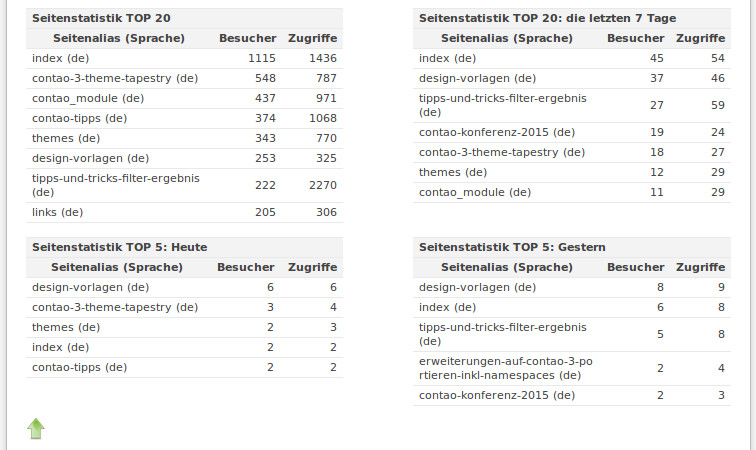 Seitenstatistik TOP 20
Seitenalias (Sprache) Besucher Zugriffe
index (de) 1115 1436
contao-3-theme-tapestry (de) 548 787
contao_module (de) 437 971
contao-tipps (de) 374 1068
themes (de) 343 770
design-vorlagen (de) 253 325
tipps-und-tricks-filter-ergebnis
(de) 222 2270
links (de) 205 306
Seitenstatistik TOP 20: die letzten 7 Tage
Seitenalias (Sprache) Besucher Zugriffe
index (de) 45 54
design-vorlagen (de) 37 46
tipps-und-tricks-filter-ergebnis
(de) 27 59
contao-konferenz-2015 (de) 19 24
contao-3-theme-tapestry (de) 18 27
themes (de) 12 29
contao_module (de) 11 29
Seitenstatistik TOP 5: Heute
Seitenalias (Sprache) Besucher Zugriffe
design-vorlagen (de) 6 6
contao-3-theme-tapestry (de) 3 4
themes (de) 2 3
index (de) 2 2
contao-tipps (de) 2 2
Seitenstatistik TOP 5: Gestern
Seitenalias (Sprache) Besucher Zugriffe
design-vorlagen (de) 8 9
index (de) 6 8
tipps-und-tricks-filter-ergebnis
(de) 5 8
erweiterungen-auf-contao-3-po
rtieren-inkl-namespaces (de) 2 4
contao-konferenz-2015 (de) 2 3